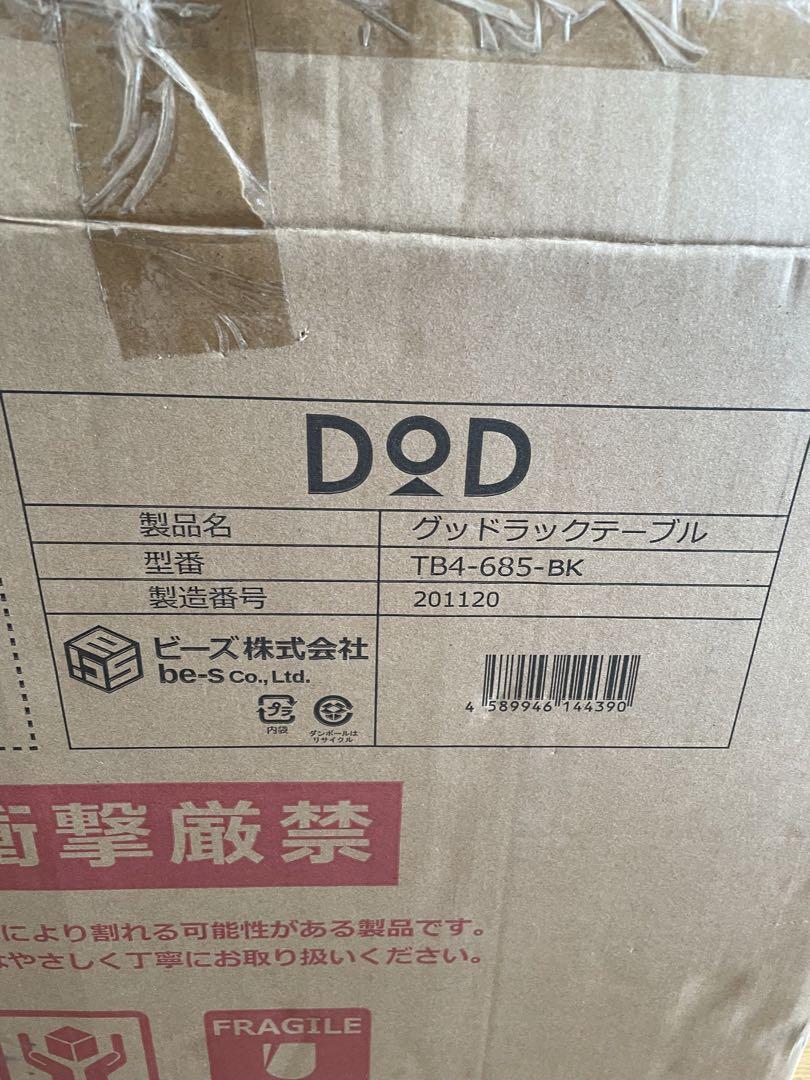 DOD
製品名 グッドラックテーブル
型番 TB4-685-BK
製造番号 201120
ビーズ株式会社
be-s Co., Ltd.
プラ
内袋
ダンボールは
リサイクル
4 589946 144390
衝撃厳禁
により割れる可能性がある製品です。
やさしく丁寧にお取り扱いください。
FRAGILE